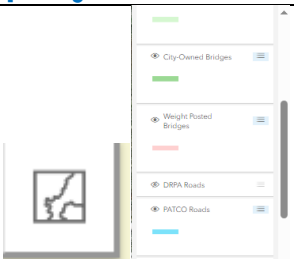 City-Owned Bridges
Weight Posted
Bridges
DRPA Roads
PATCO Roads